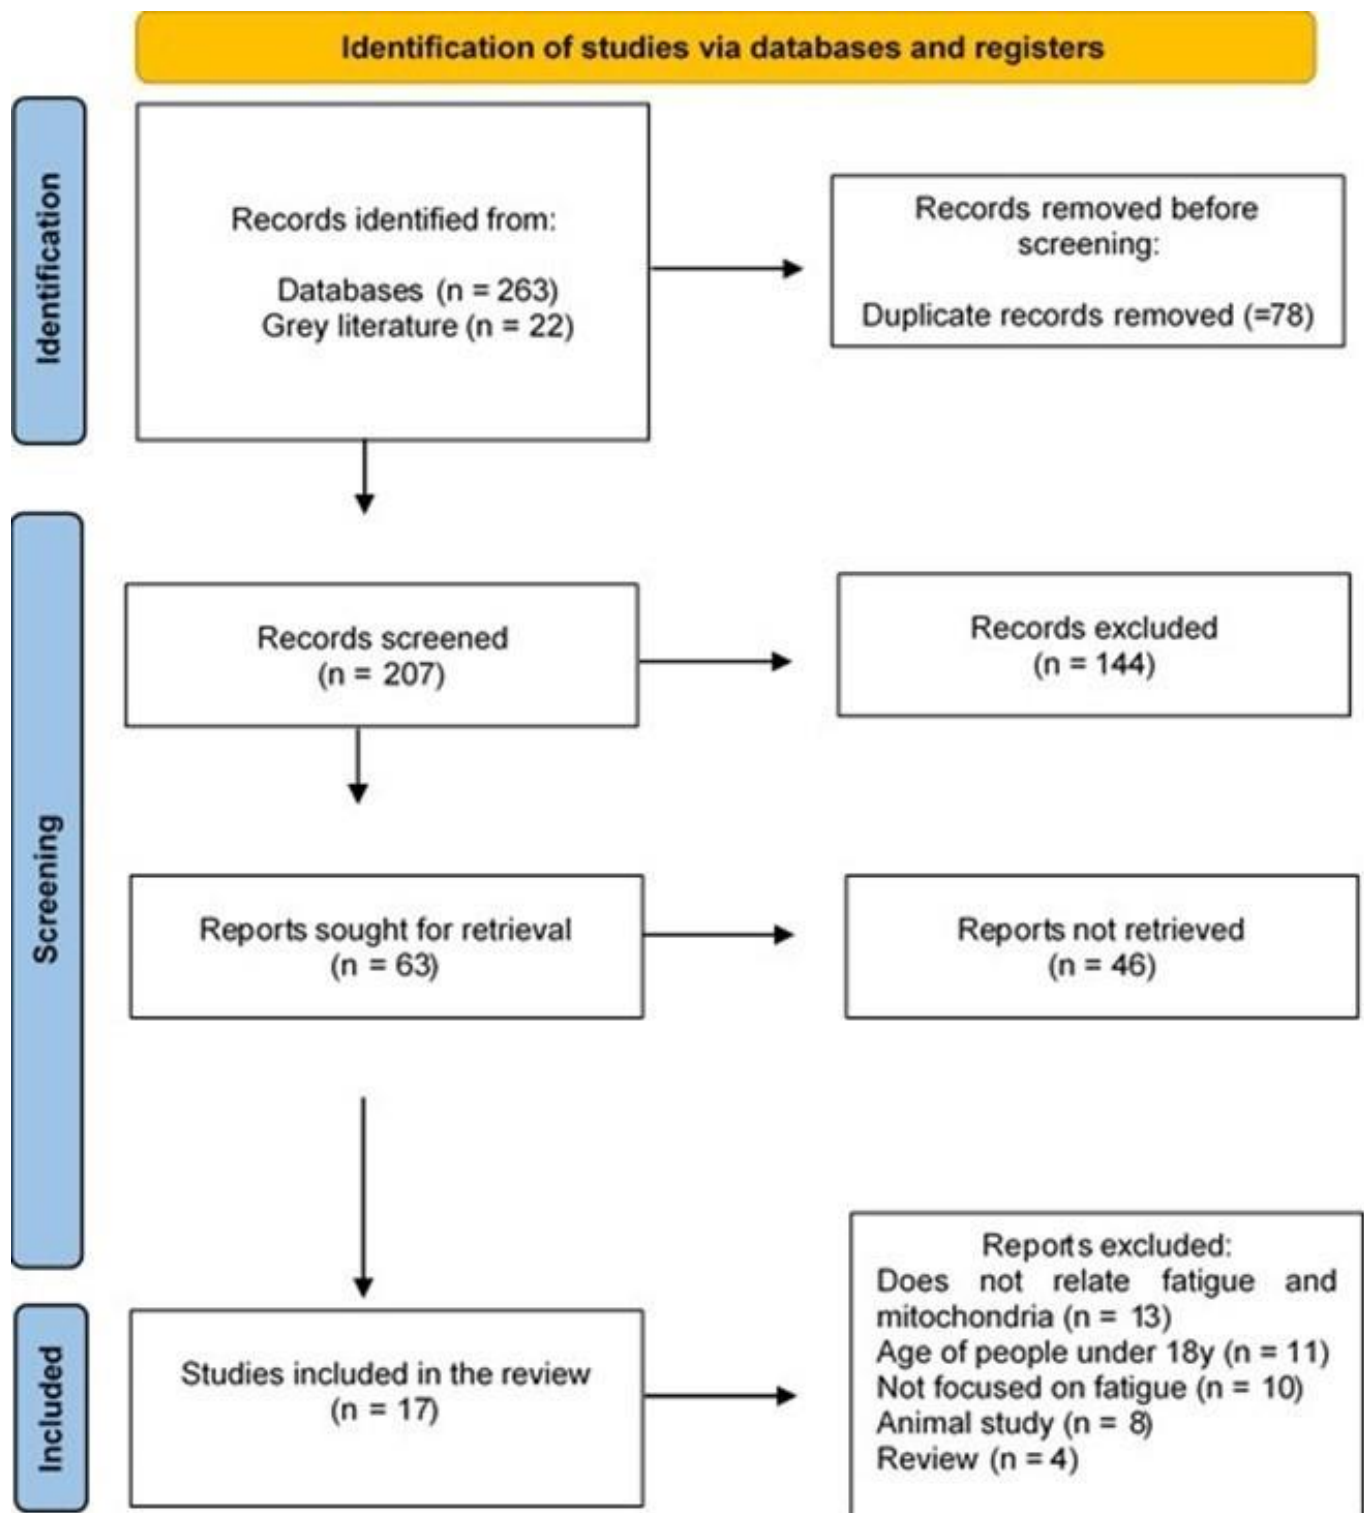 Identification of studies via databases and registers
Identification
Records identified from:
Databases (n = 263)
Grey literature (n = 22)
Records removed before
screening:
Duplicate records removed (=78)
Screening
Records screened
(n = 207)
Records excluded
(n = 144)
Reports sought for retrieval
(n = 63)
Reports not retrieved
(n = 46)
Included
Studies included in the review
(n = 17)
Reports excluded:
Does not relate fatigue and
mitochondria (n = 13)
Age of people under 18y (n = 11)
Not focused on fatigue (n = 10)
Animal study (n = 8)
Review (n = 4)